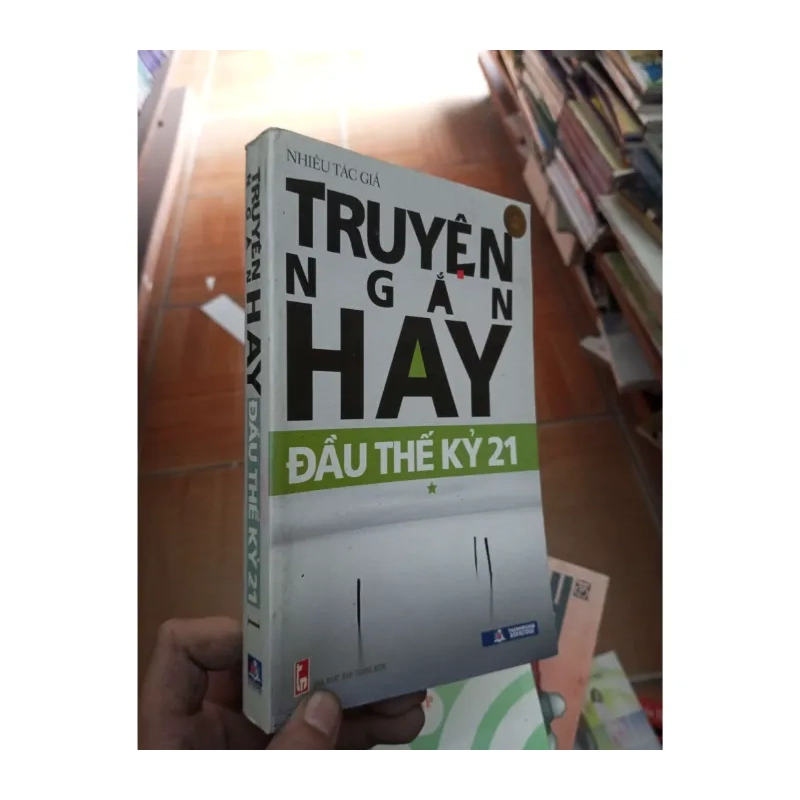 NHIỀU TÁC GIẢ
TRUYỆN
NGẮN
HAY
ĐẦU THẾ KỶ 21
TRUYỆN
NGẮN
HAY
ĐẦU THẾ KỶ 21
I